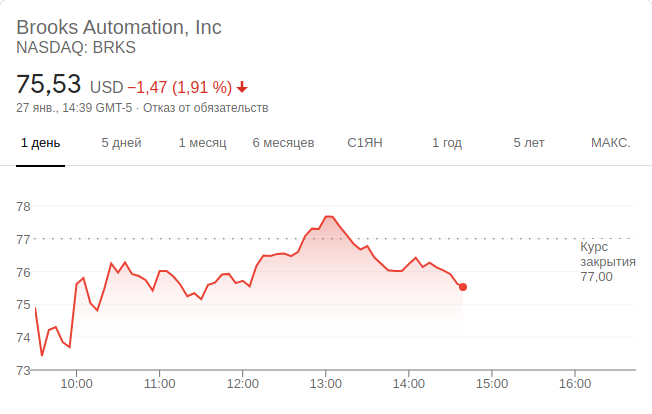 Brooks Automation, Inc
NASDAQ: BRKS
75,53 USD −1,47 (1,91 %)
27 янв., 14:39 GMT-5 · Отказ от обязательств
1 день 5 дней 1 месяц 6 месяцев С1ЯН 1 год 5 лет МАКС.
78
77
Курс
закрытия
77,00
76
75
74
73
10:00 11:00 12:00 13:00 14:00 15:00 16:00